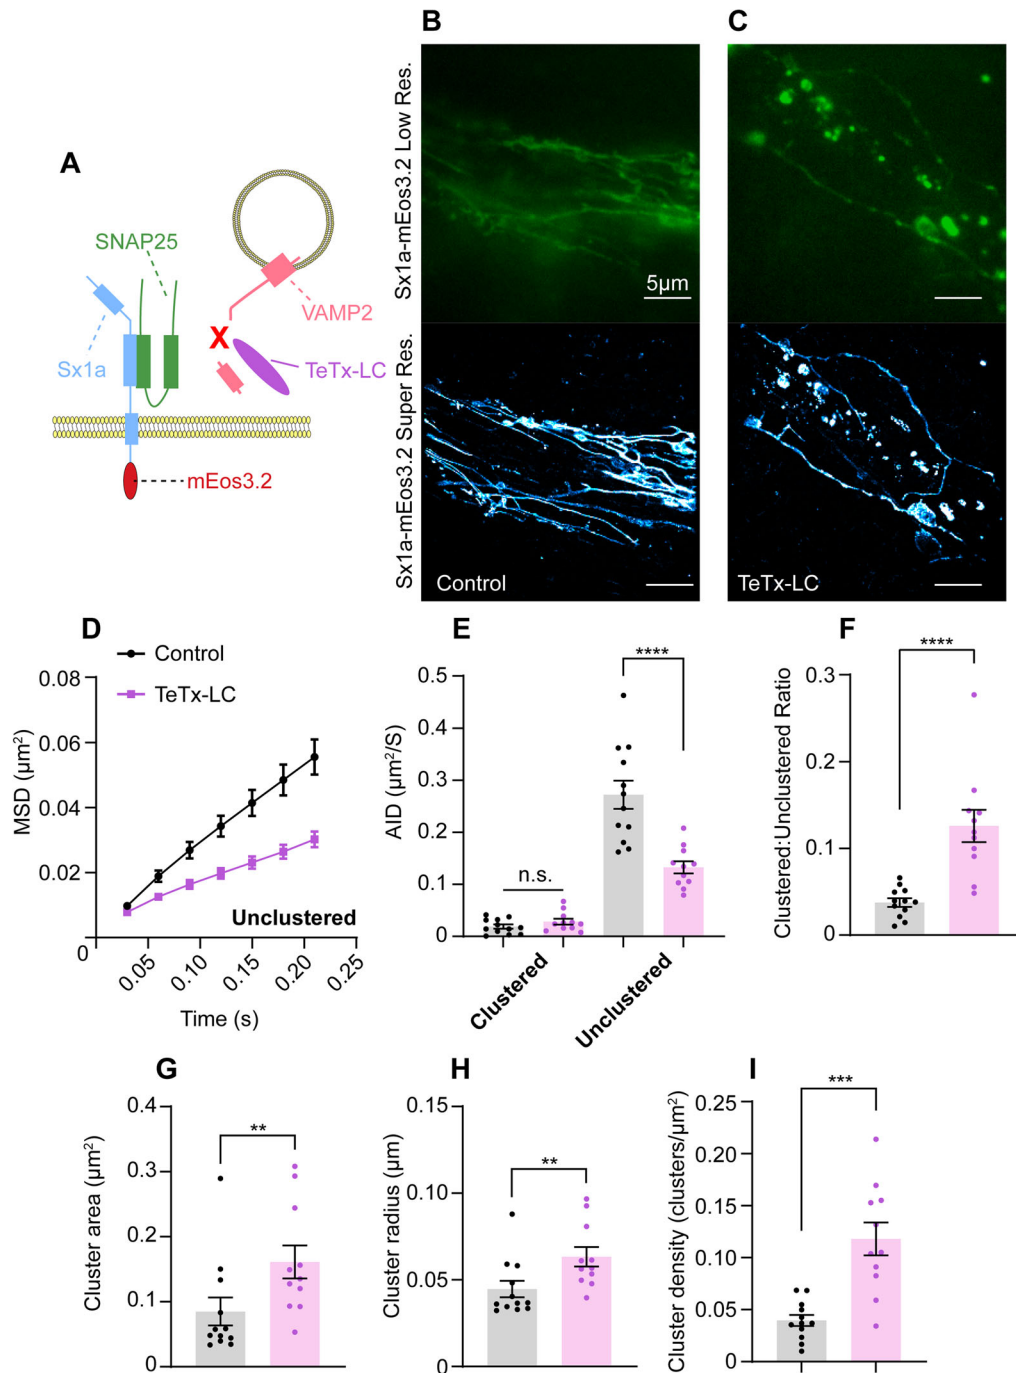 A
SNAP25
Sx1a
VAMP2
X
TeTx-LC
mEos3.2
B
C
Sx1a-mEos3.2 Low Res.
5µm
Sx1a-mEos3.2 Super Res.
Control
TeTx-LC
D
Control
TeTx-LC
MSD (µm²)
0.08
0.06
0.04
0.02
0
Unclustered
0.05
0.10
0.15
0.20
0.25
Time (s)
E
AID (µm²/S)
0.5
0.4
0.3
0.2
0.1
0
n.s.
****
Clustered
Unclustered
F
Clustered:Unclustered Ratio
0.3
0.2
0.1
0
****
G
Cluster area (µm²)
0.4
0.3
0.2
0.1
0
**
H
Cluster radius (µm)
0.15
0.10
0.05
0
**
I
Cluster density (clusters/µm²)
0.25
0.20
0.15
0.10
0.05
0
***